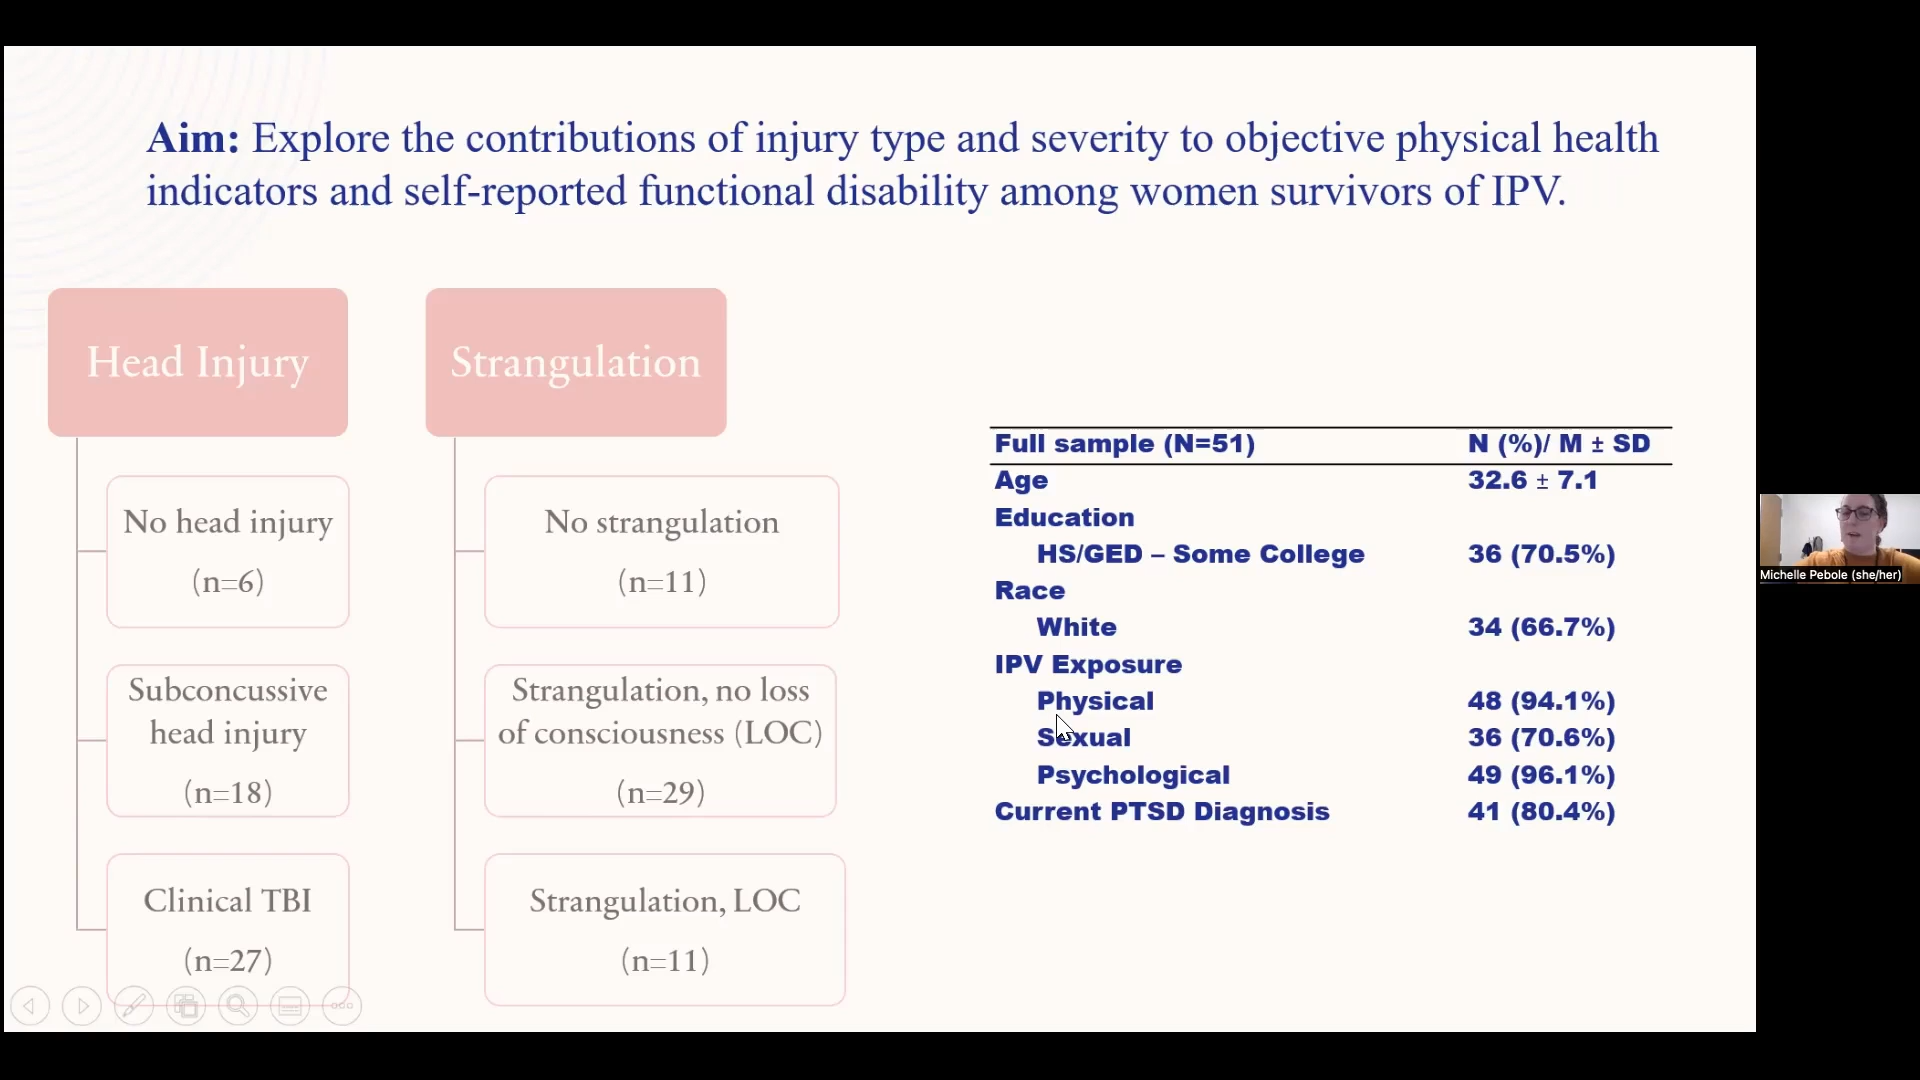 Aim: Explore the contributions of injury type and severity to objective physical health
indicators and self-reported functional disability among women survivors of IPV.
Head Injury
No head injury
(n=6)
Subconcussive
head injury
(n=18)
Clinical TBI
(n=27)
Strangulation
No strangulation
(n=11)
Strangulation, no loss
of consciousness (LOC)
(n=29)
Strangulation, LOC
(n=11)
Full sample (N=51) N (%)/ M ± SD
Age 32.6 ± 7.1
Education
HS/GED – Some College 36 (70.5%)
Race
White 34 (66.7%)
IPV Exposure
Physical 48 (94.1%)
Sexual 36 (70.6%)
Psychological 49 (96.1%)
Current PTSD Diagnosis 41 (80.4%)
Michelle Pebole (she/her)